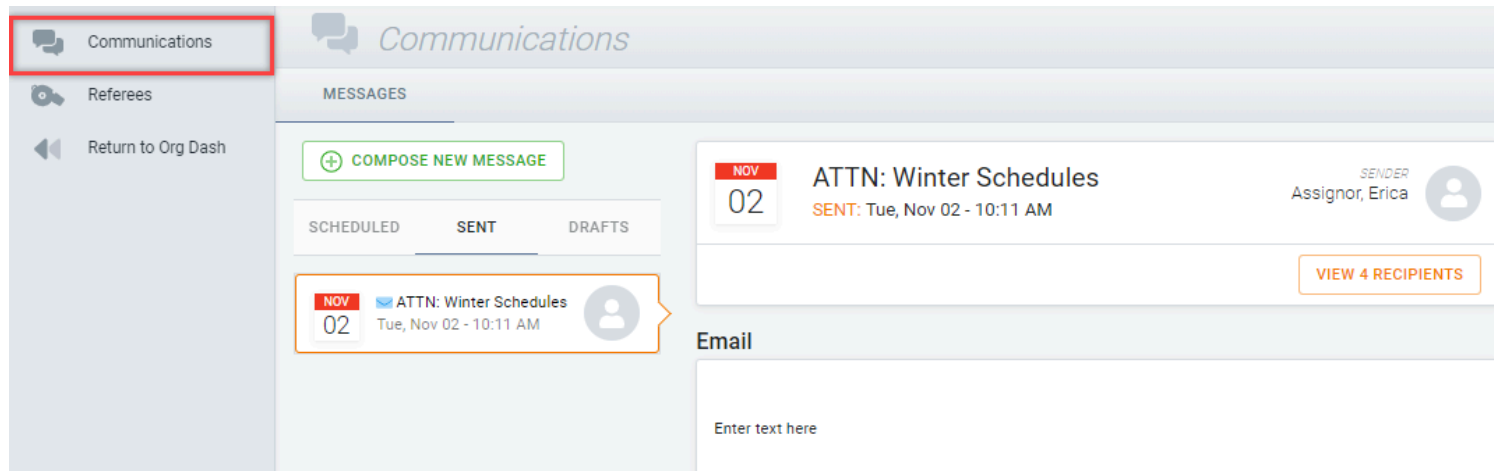 Communications
Referees
Return to Org Dash
Communications
MESSAGES
COMPOSE NEW MESSAGE
SCHEDULED SENT DRAFTS
NOV
02
ATTN: Winter Schedules
Tue, Nov 02 - 10:11 AM
NOV
02
ATTN: Winter Schedules
SENT: Tue, Nov 02 - 10:11 AM
SENDER
Assignor, Erica
VIEW 4 RECIPIENTS
Email
Enter text here